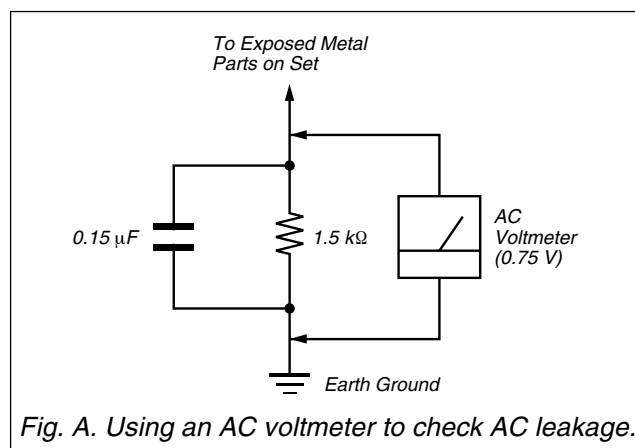 To Exposed Metal
Parts on Set
0.15 μF
1.5 kΩ
AC
Voltmeter
(0.75 V)
Earth Ground
Fig. A. Using an AC voltmeter to check AC leakage.